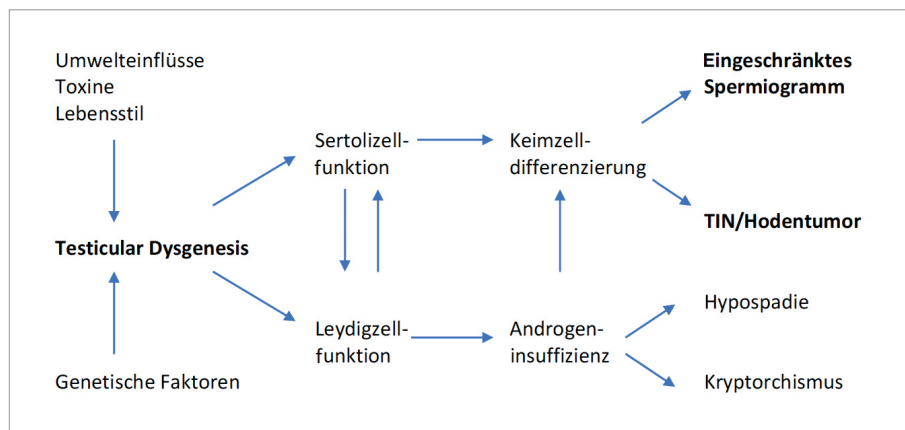 Umwelteinflüsse
Toxine
Lebensstil
Eingeschränktes
Spermiogramm
Sertolizell-
funktion
Keimzell-
differenzierung
Testicular Dysgenesis
TIN/Hodentumor
Leydigzell-
funktion
Androgen-
insuffizienz
Hypospadie
Genetische Faktoren
Kryptorchismus